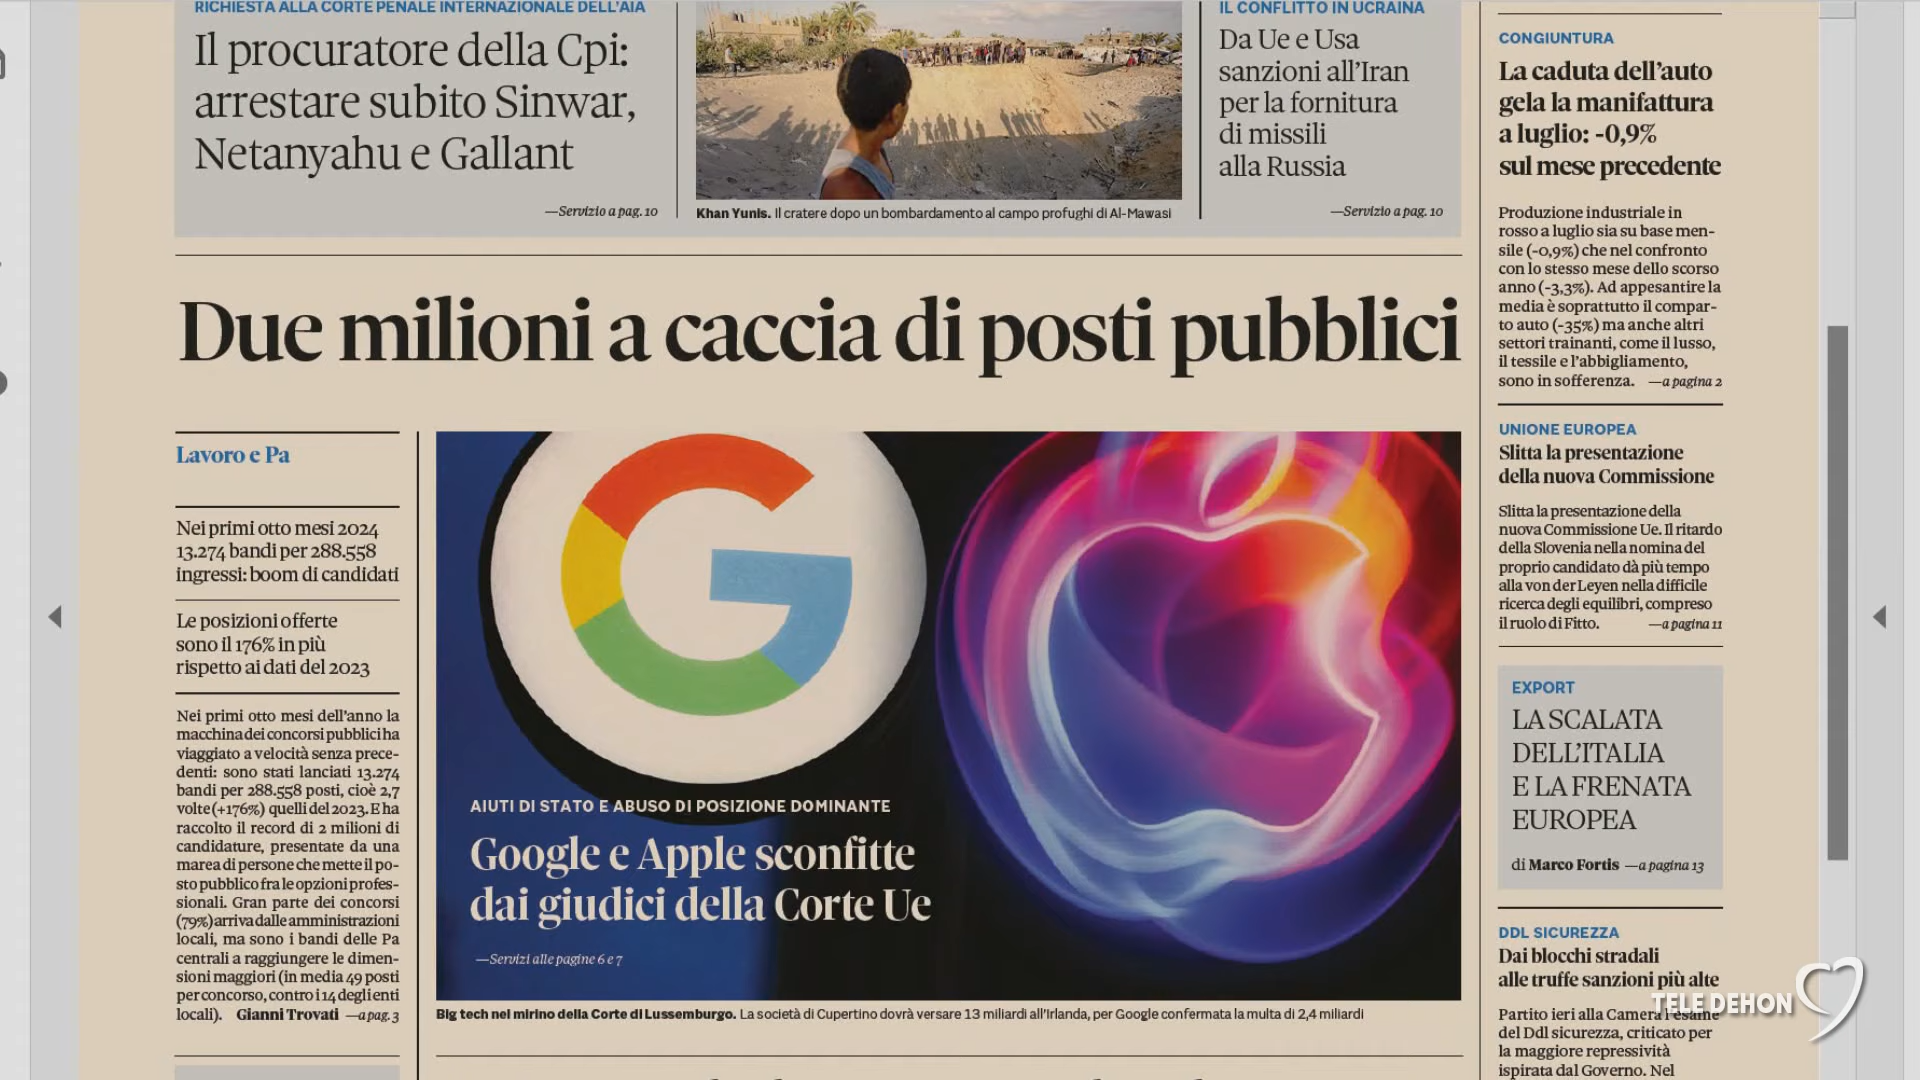 RICHIESTA ALLA CORTE PENALE INTERNAZIONALE DELL'AIA
Il procuratore della Cpi:
arrestare subito Sinwar,
Netanyahu e Gallant
—Servizio a pag. 10
Khan Yunis. Il cratere dopo un bombardamento al campo profughi di Al-Mawasi
IL CONFLITTO IN UCRAINA
Da Ue e Usa
sanzioni all'Iran
per la fornitura
di missili
alla Russia
—Servizio a pag. 10
Due milioni a caccia di posti pubblici
Lavoro e Pa
Nei primi otto mesi 2024
13.274 bandi per 288.558
ingressi: boom di candidati
Le posizioni offerte
sono il 176% in più
rispetto ai dati del 2023
Nei primi otto mesi dell'anno la
macchina dei concorsi pubblici ha
viaggiato a velocità senza prece-
denti: sono stati lanciati 13.274
bandi per 288.558 posti, cioè 2,7
volte (+176%) quelli del 2023. E ha
raccolto il record di 2 milioni di
candidature, presentate da una
marea di persone che mette il po-
sto pubblico fra le opzioni profes-
sionali. Gran parte dei concorsi
(79%) arriva dalle amministrazioni
locali, ma sono i bandi delle Pa
centrali a raggiungere le dimen-
sioni maggiori (in media 49 posti
per concorso, contro i 14 degli enti
locali). Gianni Trovati —a pag. 3
AIUTI DI STATO E ABUSO DI POSIZIONE DOMINANTE
Google e Apple sconfitte
dai giudici della Corte Ue
—Servizi alle pagine 6 e 7
Big tech nel mirino della Corte di Lussemburgo. La società di Cupertino dovrà versare 13 miliardi all'Irlanda, per Google confermata la multa di 2,4 miliardi
CONGIUNTURA
La caduta dell'auto
gela la manifattura
a luglio: -0,9%
sul mese precedente
Produzione industriale in
rosso a luglio sia su base men-
sile (-0,9%) che nel confronto
con lo stesso mese dello scorso
anno (-3,3%). Ad appesantire la
media è soprattutto il compar-
to auto (-35%) ma anche altri
settori trainanti, come il lusso,
il tessile e l'abbigliamento,
sono in sofferenza. —a pagina 2
UNIONE EUROPEA
Slitta la presentazione
della nuova Commissione
Slitta la presentazione della
nuova Commissione Ue. Il ritardo
della Slovenia nella nomina del
proprio candidato dà più tempo
alla von der Leyen nella difficile
ricerca degli equilibri, compreso
il ruolo di Fitto. —a pagina 11
EXPORT
LA SCALATA
DELL'ITALIA
E LA FRENATA
EUROPEA
di Marco Fortis —a pagina 13
DDL SICUREZZA
Dai blocchi stradali
alle truffe sanzioni più alte
Partito ieri alla Camera l'esame
del Ddl sicurezza, criticato per
la maggiore repressività
ispirata dal Governo. Nel
TELE DEHON